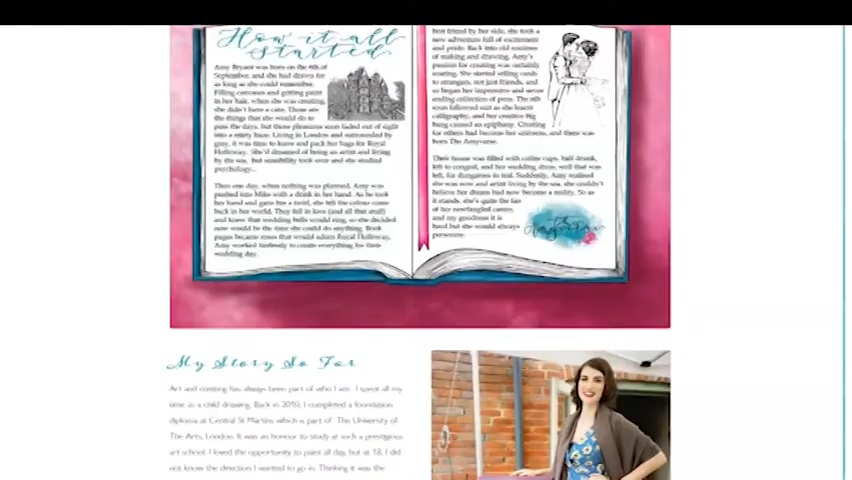 How it all
started.
Amy Bryant was born on the 6th of
September, and she had drawn for
as long as she could remember.
Filling canvases and getting paint
in her hair, when she was creating,
she didn't have a care. Those are
the things that she would do to
pass the days, but those pleasures soon faded out of sight
into a misty haze. Living in London and surrounded by
grey, it was time to leave and pack her bags for Royal
Holloway. She'd dreamed of being an artist and living
by the sea, but sensibility took over and she studied
psychology...
Then one day, when nothing was planned, Amy was
pushed into Mike with a drink in her hand. As he took
her hand and gave her a twirl, she felt the colour come
back in her world. They fell in love (and all that stuff)
and knew that wedding bells would ring, so she decided
now would be the time she could do anything. Book
pages became roses that would adorn Royal Holloway,
Amy worked tirelessly to create everything for their
wedding day.
best friend by her side, she took a
new adventure full of excitement
and pride. Back into old routines
of making and drawing, Amy's
passion for creating was certainly
soaring. She started selling cards
to strangers, not just friends, and
so began her impressive and never
ending collection of pens. The nib
soon followed suit as she learnt
calligraphy, and her creative big
bang caused an epiphany. Creating
for others had become her universe, and there was
born The Amyverse.
Their house was filled with coffee cups, half drunk,
left to congeal, and her wedding dress, well that was
left, for dungarees in teal. Suddenly, Amy realised
she was now and artist living by the sea, she couldn't
believe her dream had now become a reality. So as
it stands, she's quite the fan
of her newfangled career,
and my goodness it is
hard but she would always
persevere.
My Story So Far
Art and creating has always been part of who I am. I spent all my
time as a child drawing. Back in 2010, I completed a foundation
diploma at Central St Martins which is part of The University of
The Arts, London. It was an honour to study at such a prestigious
art school. I loved the opportunity to paint all day, but at 18, I did
not know the direction I wanted to go in. Thinking it was the